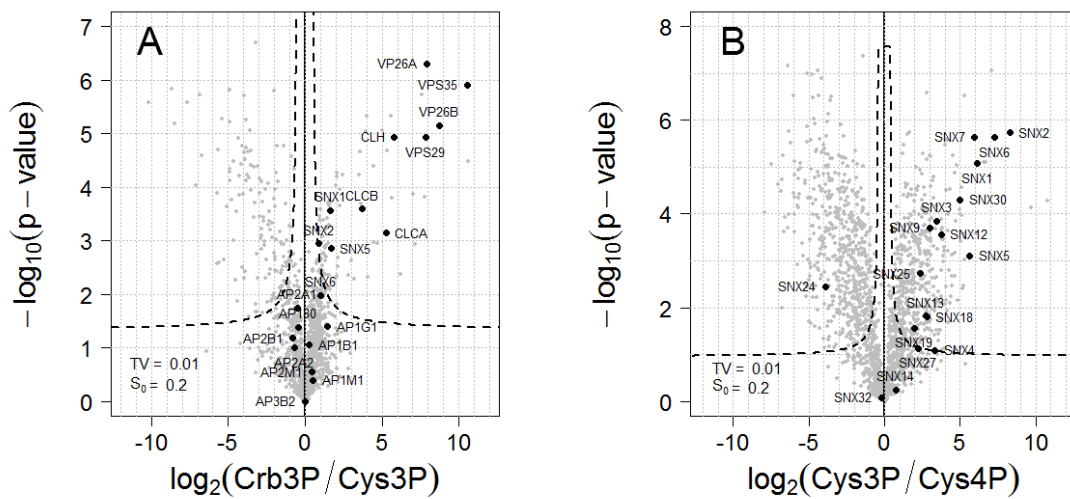 A
B
7
6
5
4
3
2
1
0
8
6
4
2
0
−log10(p − value)
−log10(p − value)
VP26A
VPS35
VP26B
CLH
VPS29
SNX1
CLCB
SNX2
CLCA
SNX5
SNX6
AP2A1
AP1G1
AP2B1
AP1B1
AP2A2
AP2M1
AP1M1
AP3B2
TV = 0.01
S0 = 0.2
SNX7
SNX2
SNX6
SNX1
SNX30
SNX3
SNX9
SNX12
SNX5
SNX25
SNX24
SNX13
SNX18
SNX19
SNX4
SNX27
SNX14
SNX32
TV = 0.01
S0 = 0.2
-10 -5 0 5 10
-10 -5 0 5 10
log2(Crb3P / Cys3P)
log2(Cys3P / Cys4P)